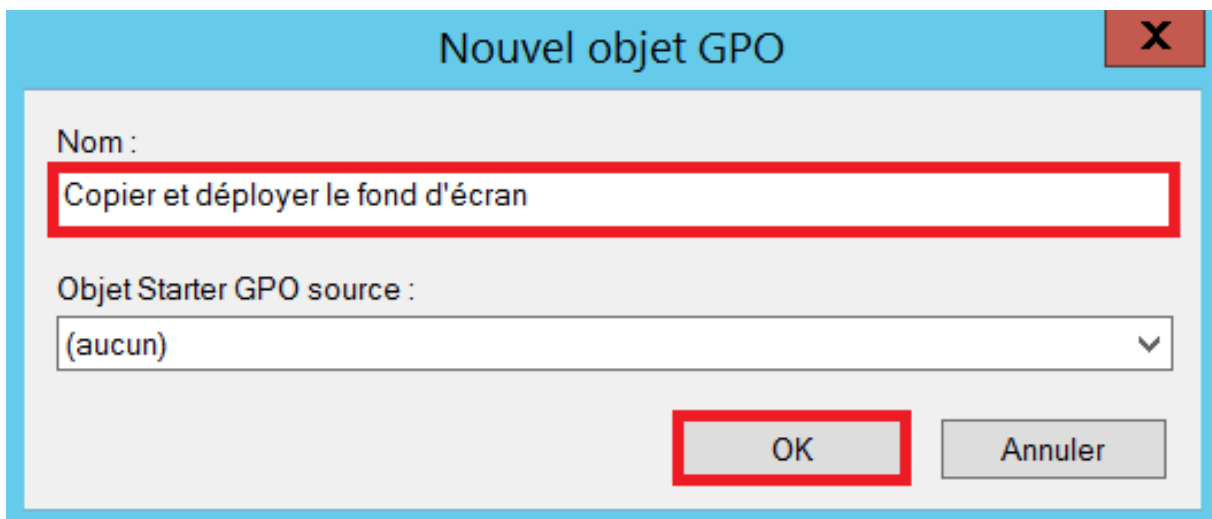 Nouvel objet GPO
X
Nom :
Copier et déployer le fond d'écran
Objet Starter GPO source :
(aucun)
OK
Annuler